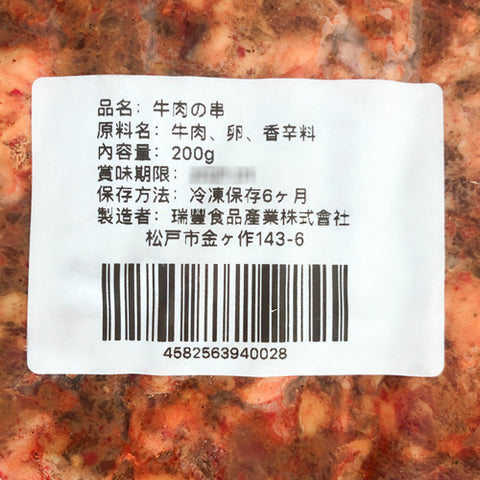 品名: 牛肉の串
原料名: 牛肉、卵、香辛料
內容量: 200g
賞味期限:
保存方法: 冷凍保存6ヶ月
製造者: 瑞豐食品產業株式會社
松戸市金ヶ作143-6
4582563940028